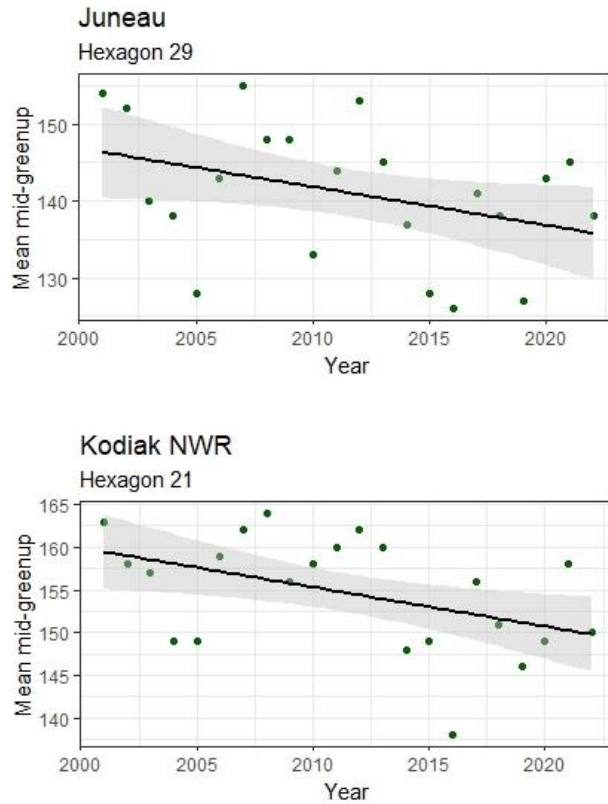 Juneau
Hexagon 29
Mean mid-greenup
150
140
130
2000 2005 2010 2015 2020
Year
Kodiak NWR
Hexagon 21
Mean mid-greenup
165
160
155
150
145
140
2000 2005 2010 2015 2020
Year